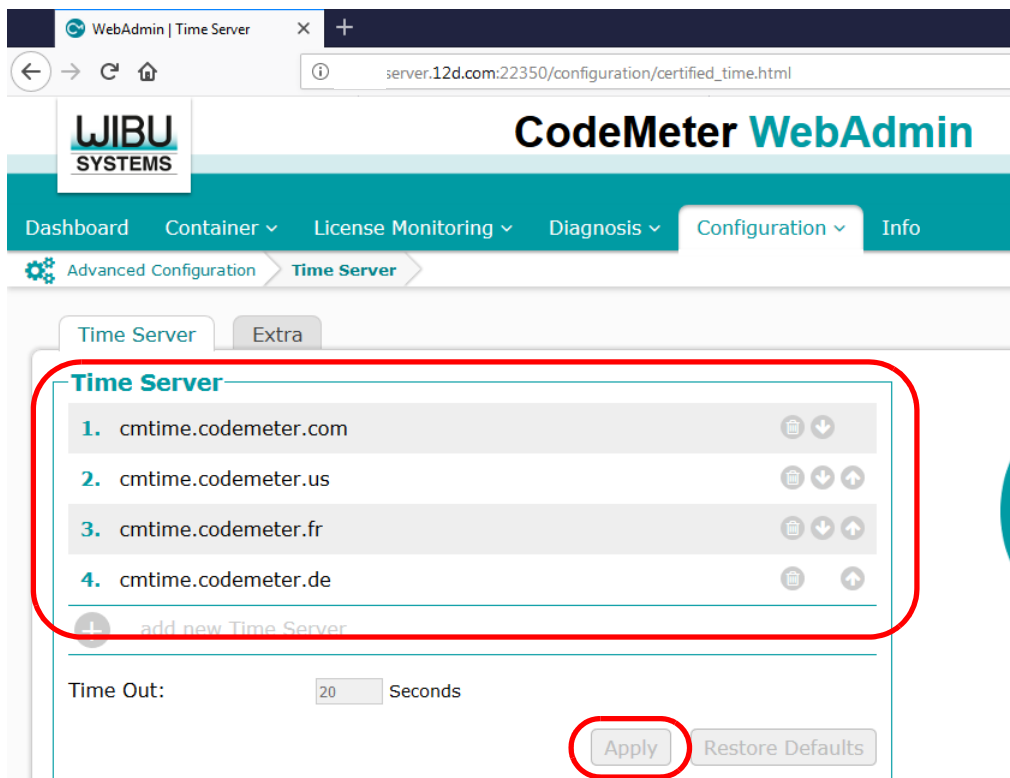 WebAdmin | Time Server
server.12d.com:22350/configuration/certified_time.html
WIBU
SYSTEMS
CodeMeter WebAdmin
Dashboard Container License Monitoring Diagnosis Configuration Info
Advanced Configuration Time Server
Time Server Extra
Time Server
1. cmtime.codemeter.com
2. cmtime.codemeter.us
3. cmtime.codemeter.fr
4. cmtime.codemeter.de
add new Time Server
Time Out: 20 Seconds
Apply Restore Defaults